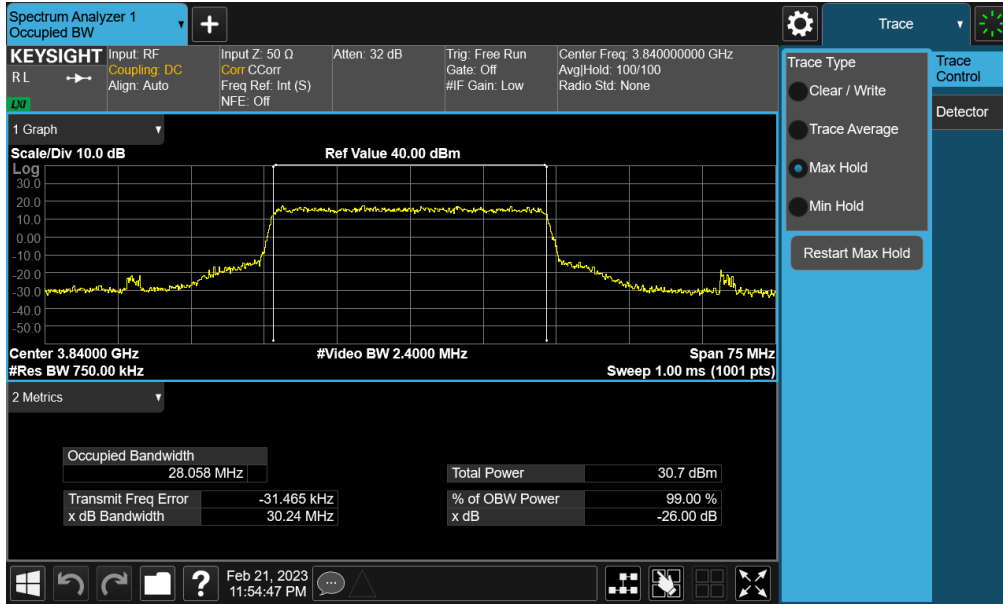 Spectrum Analyzer 1
Occupied BW
Trace
KEYSIGHT
RL
LXI
Input: RF
Coupling: DC
Align: Auto
Input Z: 50 Ω
Corr CCorr
Freq Ref: Int (S)
NFE: Off
Atten: 32 dB
Trig: Free Run
Gate: Off
#IF Gain: Low
Center Freq: 3.840000000 GHz
Avg|Hold: 100/100
Radio Std: None
1 Graph
Scale/Div 10.0 dB
Ref Value 40.00 dBm
Log
30.0
20.0
10.0
0.00
-10.0
-20.0
-30.0
-40.0
-50.0
Center 3.84000 GHz
#Video BW 2.4000 MHz
Span 75 MHz
#Res BW 750.00 kHz
Sweep 1.00 ms (1001 pts)
2 Metrics
Occupied Bandwidth
28.058 MHz
Total Power 30.7 dBm
Transmit Freq Error -31.465 kHz
% of OBW Power 99.00 %
x dB Bandwidth 30.24 MHz
x dB -26.00 dB
Trace Type
Clear / Write
Trace Average
Max Hold
Min Hold
Restart Max Hold
Trace
Control
Detector
?
Feb 21, 2023
11:54:47 PM